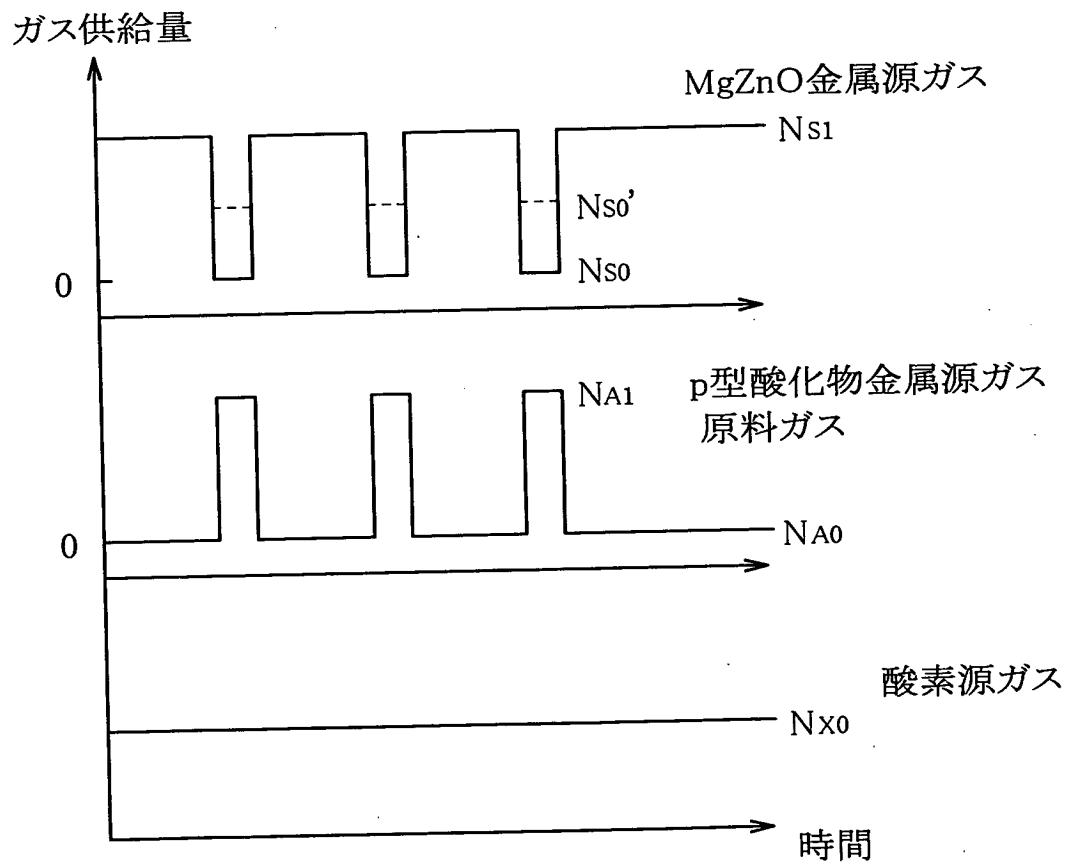 ガス供給量
MgZnO金属源ガス
NS1
NS0'
NS0
0
NA1
p型酸化物金属源ガス
原料ガス
0
NA0
酸素源ガス
NX0
時間